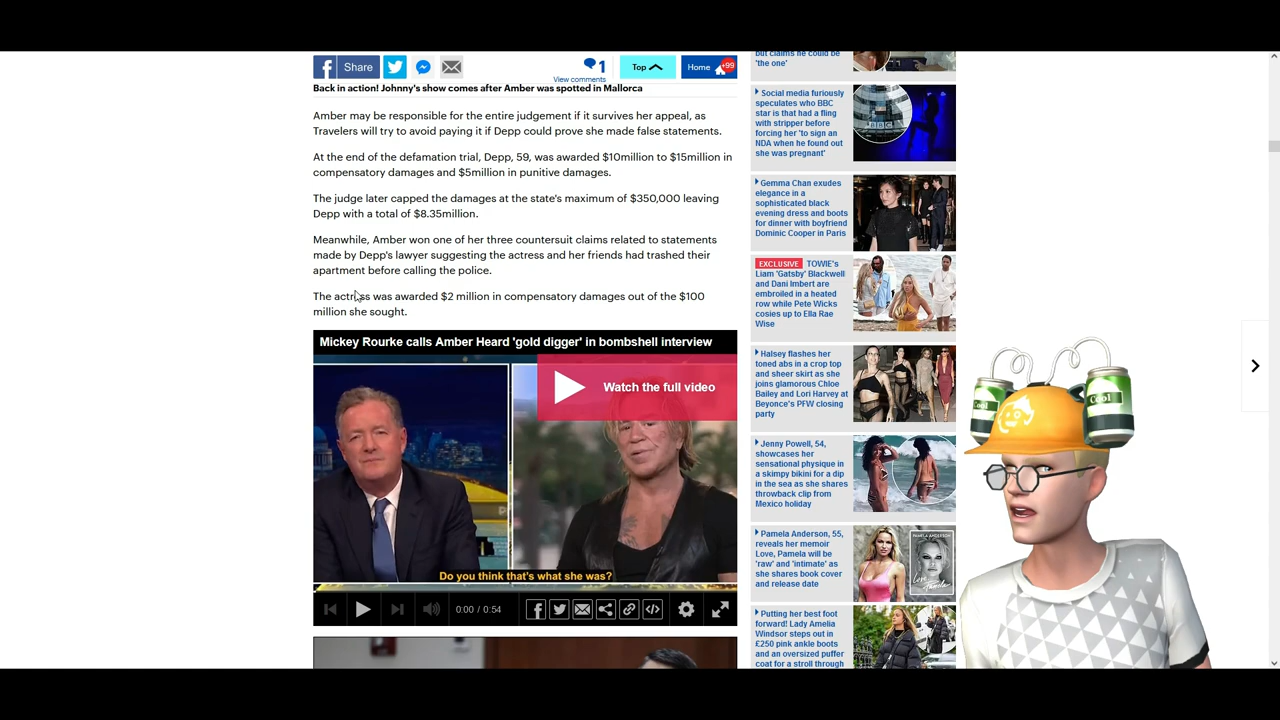 Share
1
View comments
Top
Home
+99
Back in action! Johnny's show comes after Amber was spotted in Mallorca
Amber may be responsible for the entire judgement if it survives her appeal, as
Travelers will try to avoid paying it if Depp could prove she made false statements.
At the end of the defamation trial, Depp, 59, was awarded $10million to $15million in
compensatory damages and $5million in punitive damages.
The judge later capped the damages at the state's maximum of $350,000 leaving
Depp with a total of $8.35million.
Meanwhile, Amber won one of her three countersuit claims related to statements
made by Depp's lawyer suggesting the actress and her friends had trashed their
apartment before calling the police.
The actress was awarded $2 million in compensatory damages out of the $100
million she sought.
Mickey Rourke calls Amber Heard 'gold digger' in bombshell interview
Watch the full video
Do you think that's what she was?
0:00 / 0:54
but claims he could be
'the one'
Social media furiously
speculates who BBC
star is that had a fling
with stripper before
forcing her 'to sign an
NDA when he found out
she was pregnant'
BBC
Gemma Chan exudes
elegance in a
sophisticated black
evening dress and boots
for dinner with boyfriend
Dominic Cooper in Paris
EXCLUSIVE TOWIE's
Liam 'Gatsby' Blackwell
and Dani Imbert are
embroiled in a heated
row while Pete Wicks
cosies up to Ella Rae
Wise
Halsey flashes her
toned abs in a crop top
and sheer skirt as she
joins glamorous Chloe
Bailey and Lori Harvey at
Beyonce's PFW closing
party
Jenny Powell, 54,
showcases her
sensational physique in
a skimpy bikini for a dip
in the sea as she shares
throwback clip from
Mexico holiday
Pamela Anderson, 55,
reveals her memoir
Love, Pamela will be
'raw' and 'intimate' as
she shares book cover
and release date
PAMELA ANDERSON
Putting her best foot
forward! Lady Amelia
Windsor steps out in
£250 pink ankle boots
and an oversized puffer
coat for a stroll through
Cool
Cool